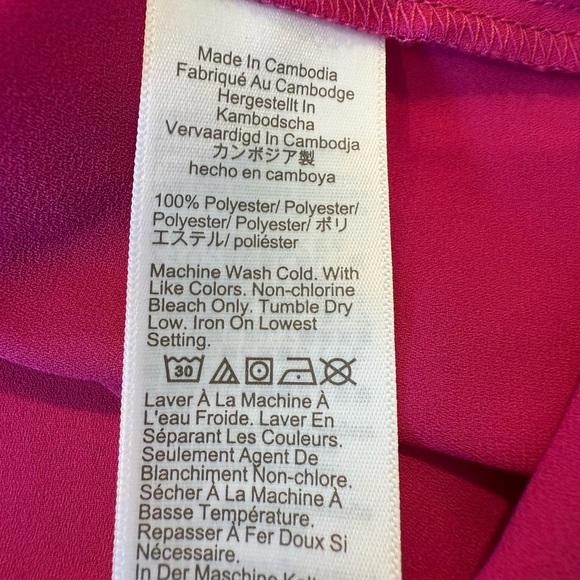 Made In Cambodia
Fabriqué Au Cambodge
Hergestellt In
Kambodscha
Vervaardigd In Cambodja
カンボジア製
hecho en camboya
100% Polyester/ Polyester/
Polyester/ Polyester/ ポリ
エステル/ poliéster
Machine Wash Cold. With
Like Colors. Non-chlorine
Bleach Only. Tumble Dry
Low. Iron On Lowest
Setting.
30
Laver À La Machine À
L'eau Froide. Laver En
Séparant Les Couleurs.
Seulement Agent De
Blanchiment Non-chlore.
Sécher À La Machine À
Basse Température.
Repasser À Fer Doux Si
Nécessaire.
In Der Maschine Kalt